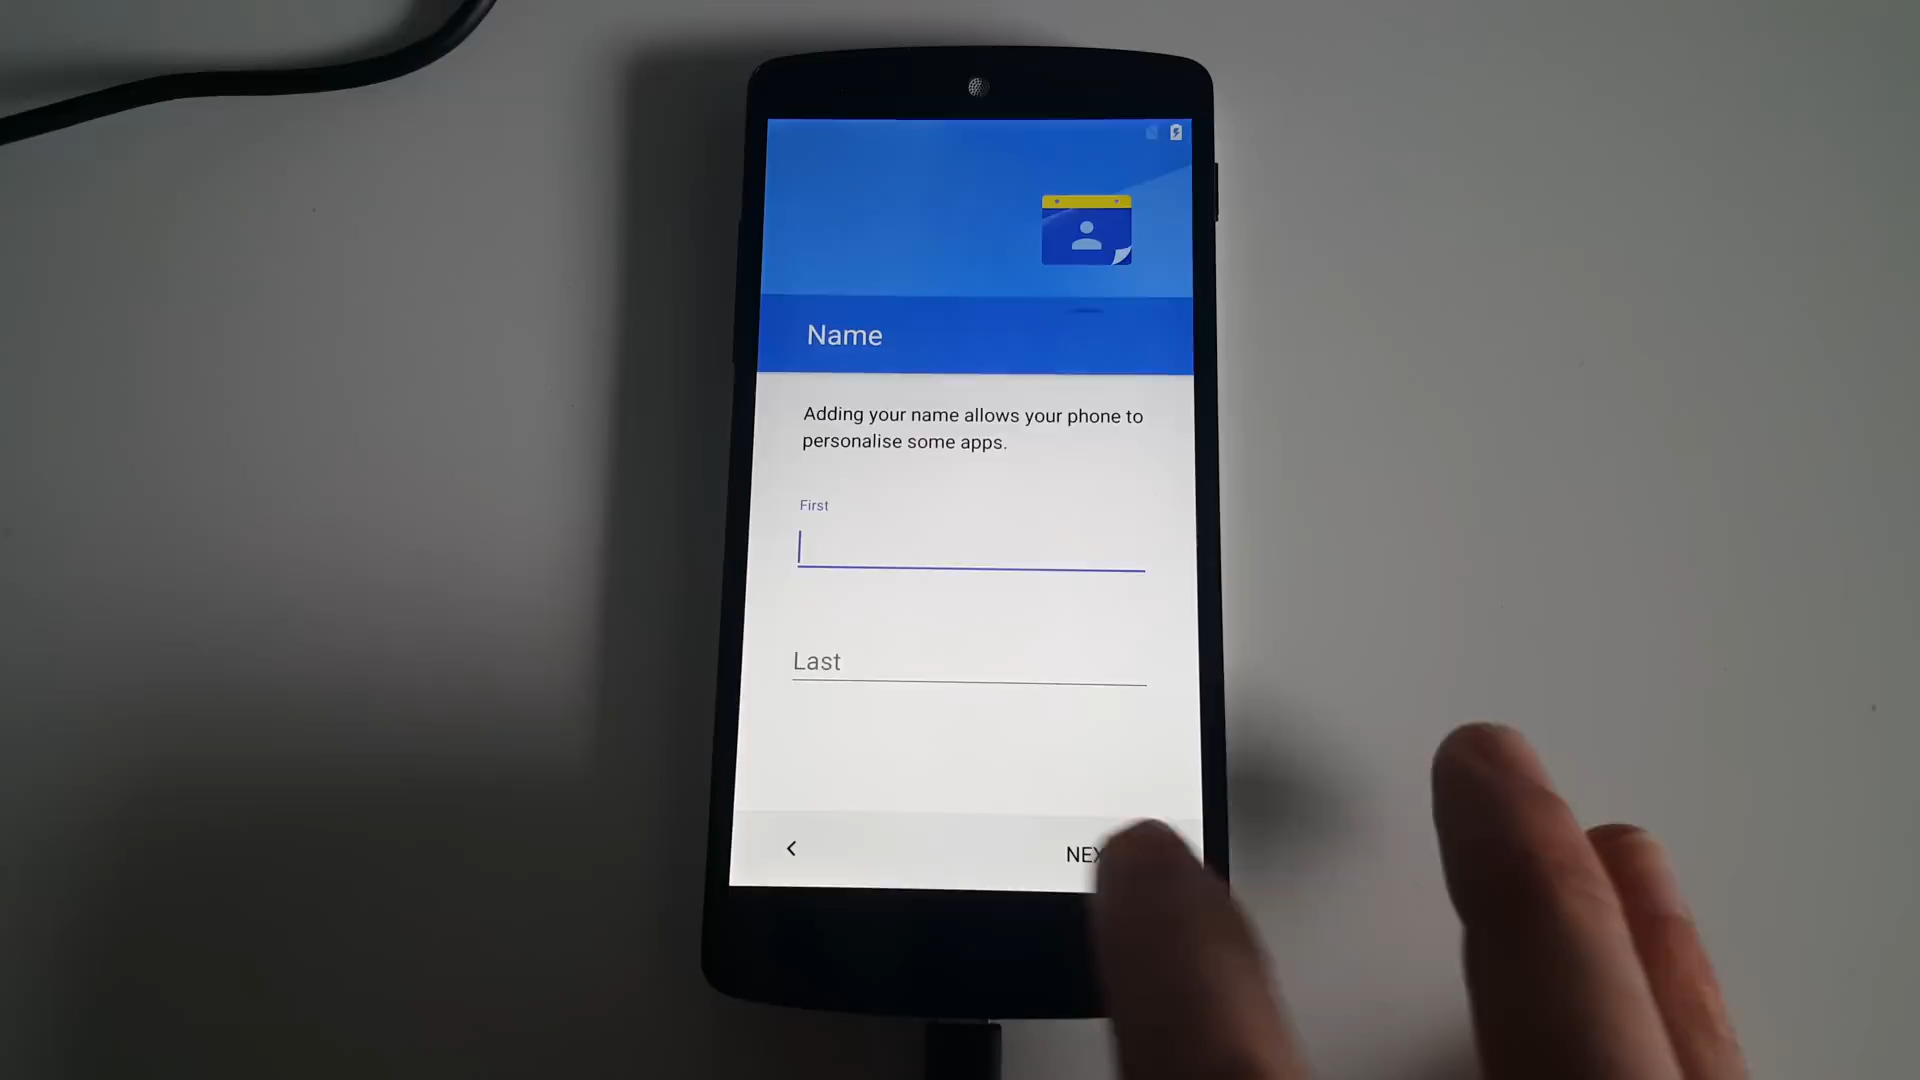 Name
Adding your name allows your phone to
personalise some apps.
First
Last